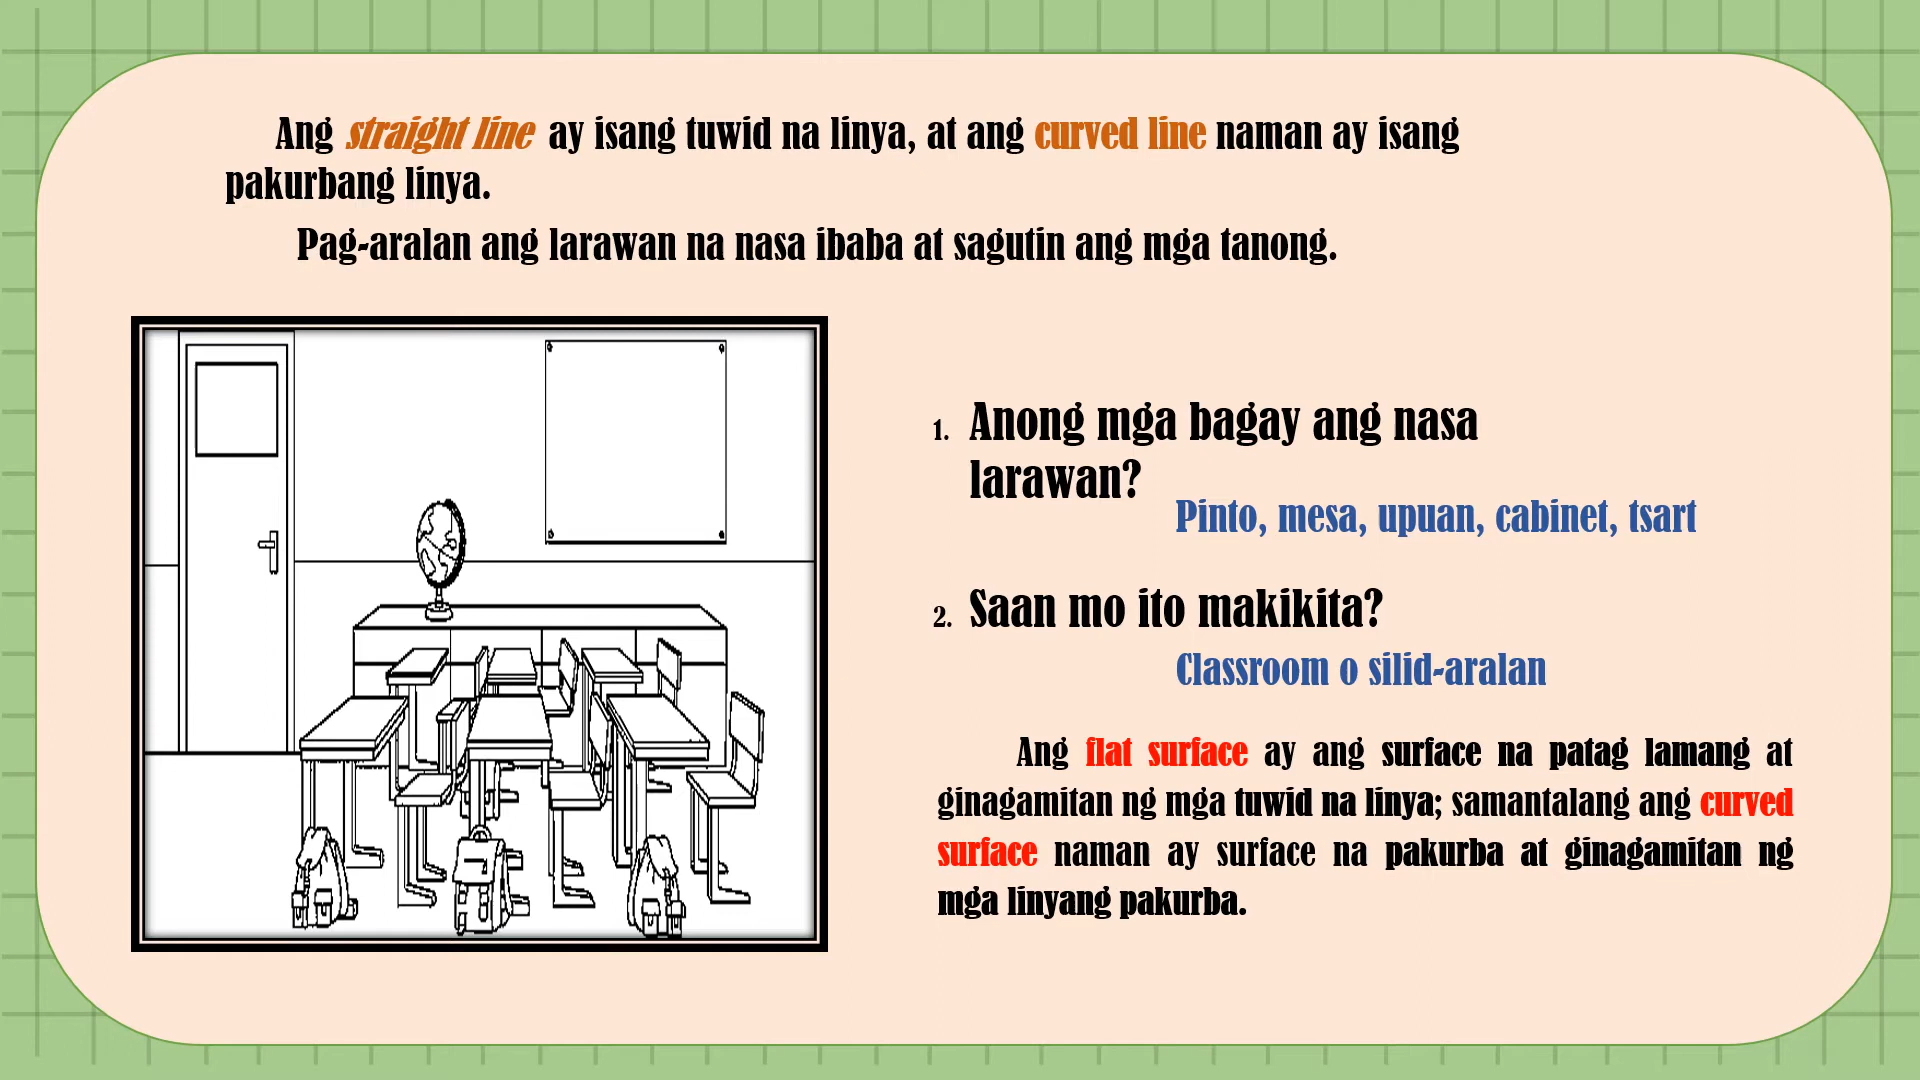 Ang straight line ay isang tuwid na linya, at ang curved line naman ay isang
pakurbang linya.
Pag-aralan ang larawan na nasa ibaba at sagutin ang mga tanong.
1. Anong mga bagay ang nasa
larawan?
Pinto, mesa, upuan, cabinet, tsart
2. Saan mo ito makikita?
Classroom o silid-aralan
Ang flat surface ay ang surface na patag lamang at
ginagamitan ng mga tuwid na linya; samantalang ang curved
surface naman ay surface na pakurba at ginagamitan ng
mga linyang pakurba.